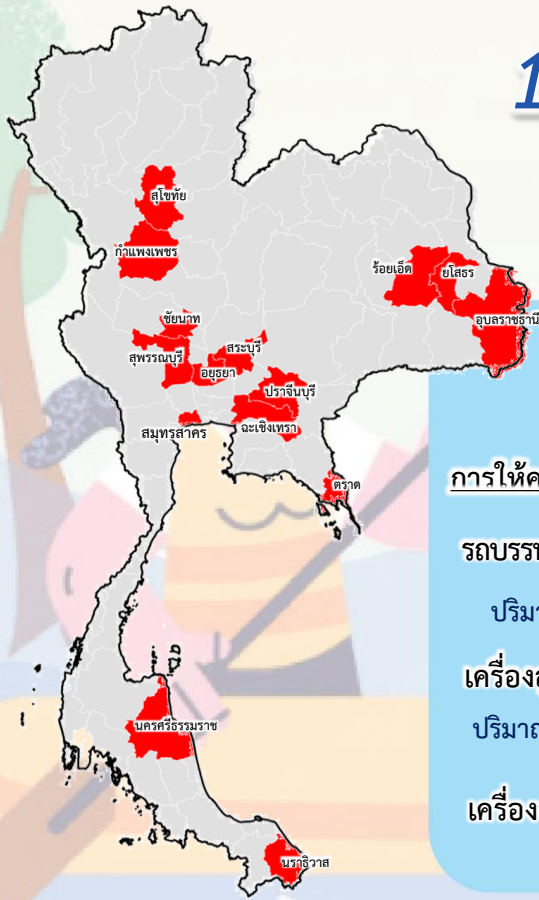 1
สุโขทัย
กำแพงเพชร
ร้อยเอ็ด
ยโสธร
อุบลราชธานี
ชัยนาท
สุพรรณบุรี
สระบุรี
อยุธยา
ปราจีนบุรี
สมุทรสาคร
ฉะเชิงเทรา
ตราด
นครศรีธรรมราช
นราธิวาส
การให้ค
รถบรรท
ปริมา
เครื่องส
ปริมาณ
เครื่อง